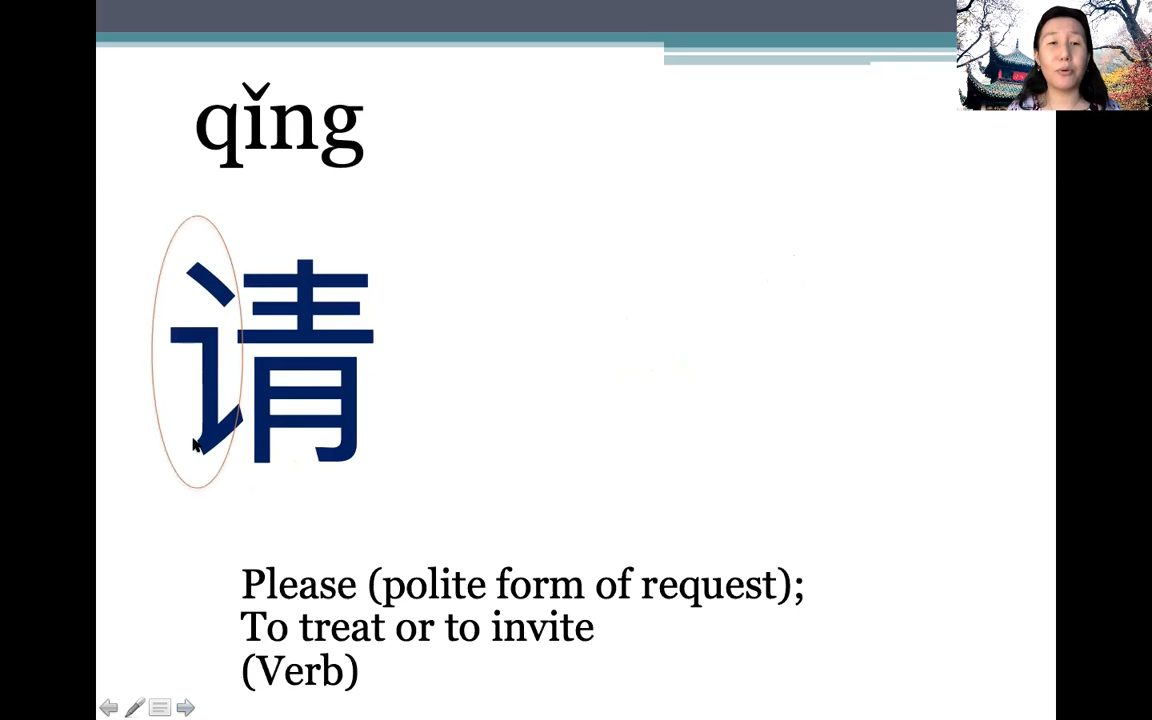 qǐng
请
Please (polite form of request);
To treat or to invite
(Verb)